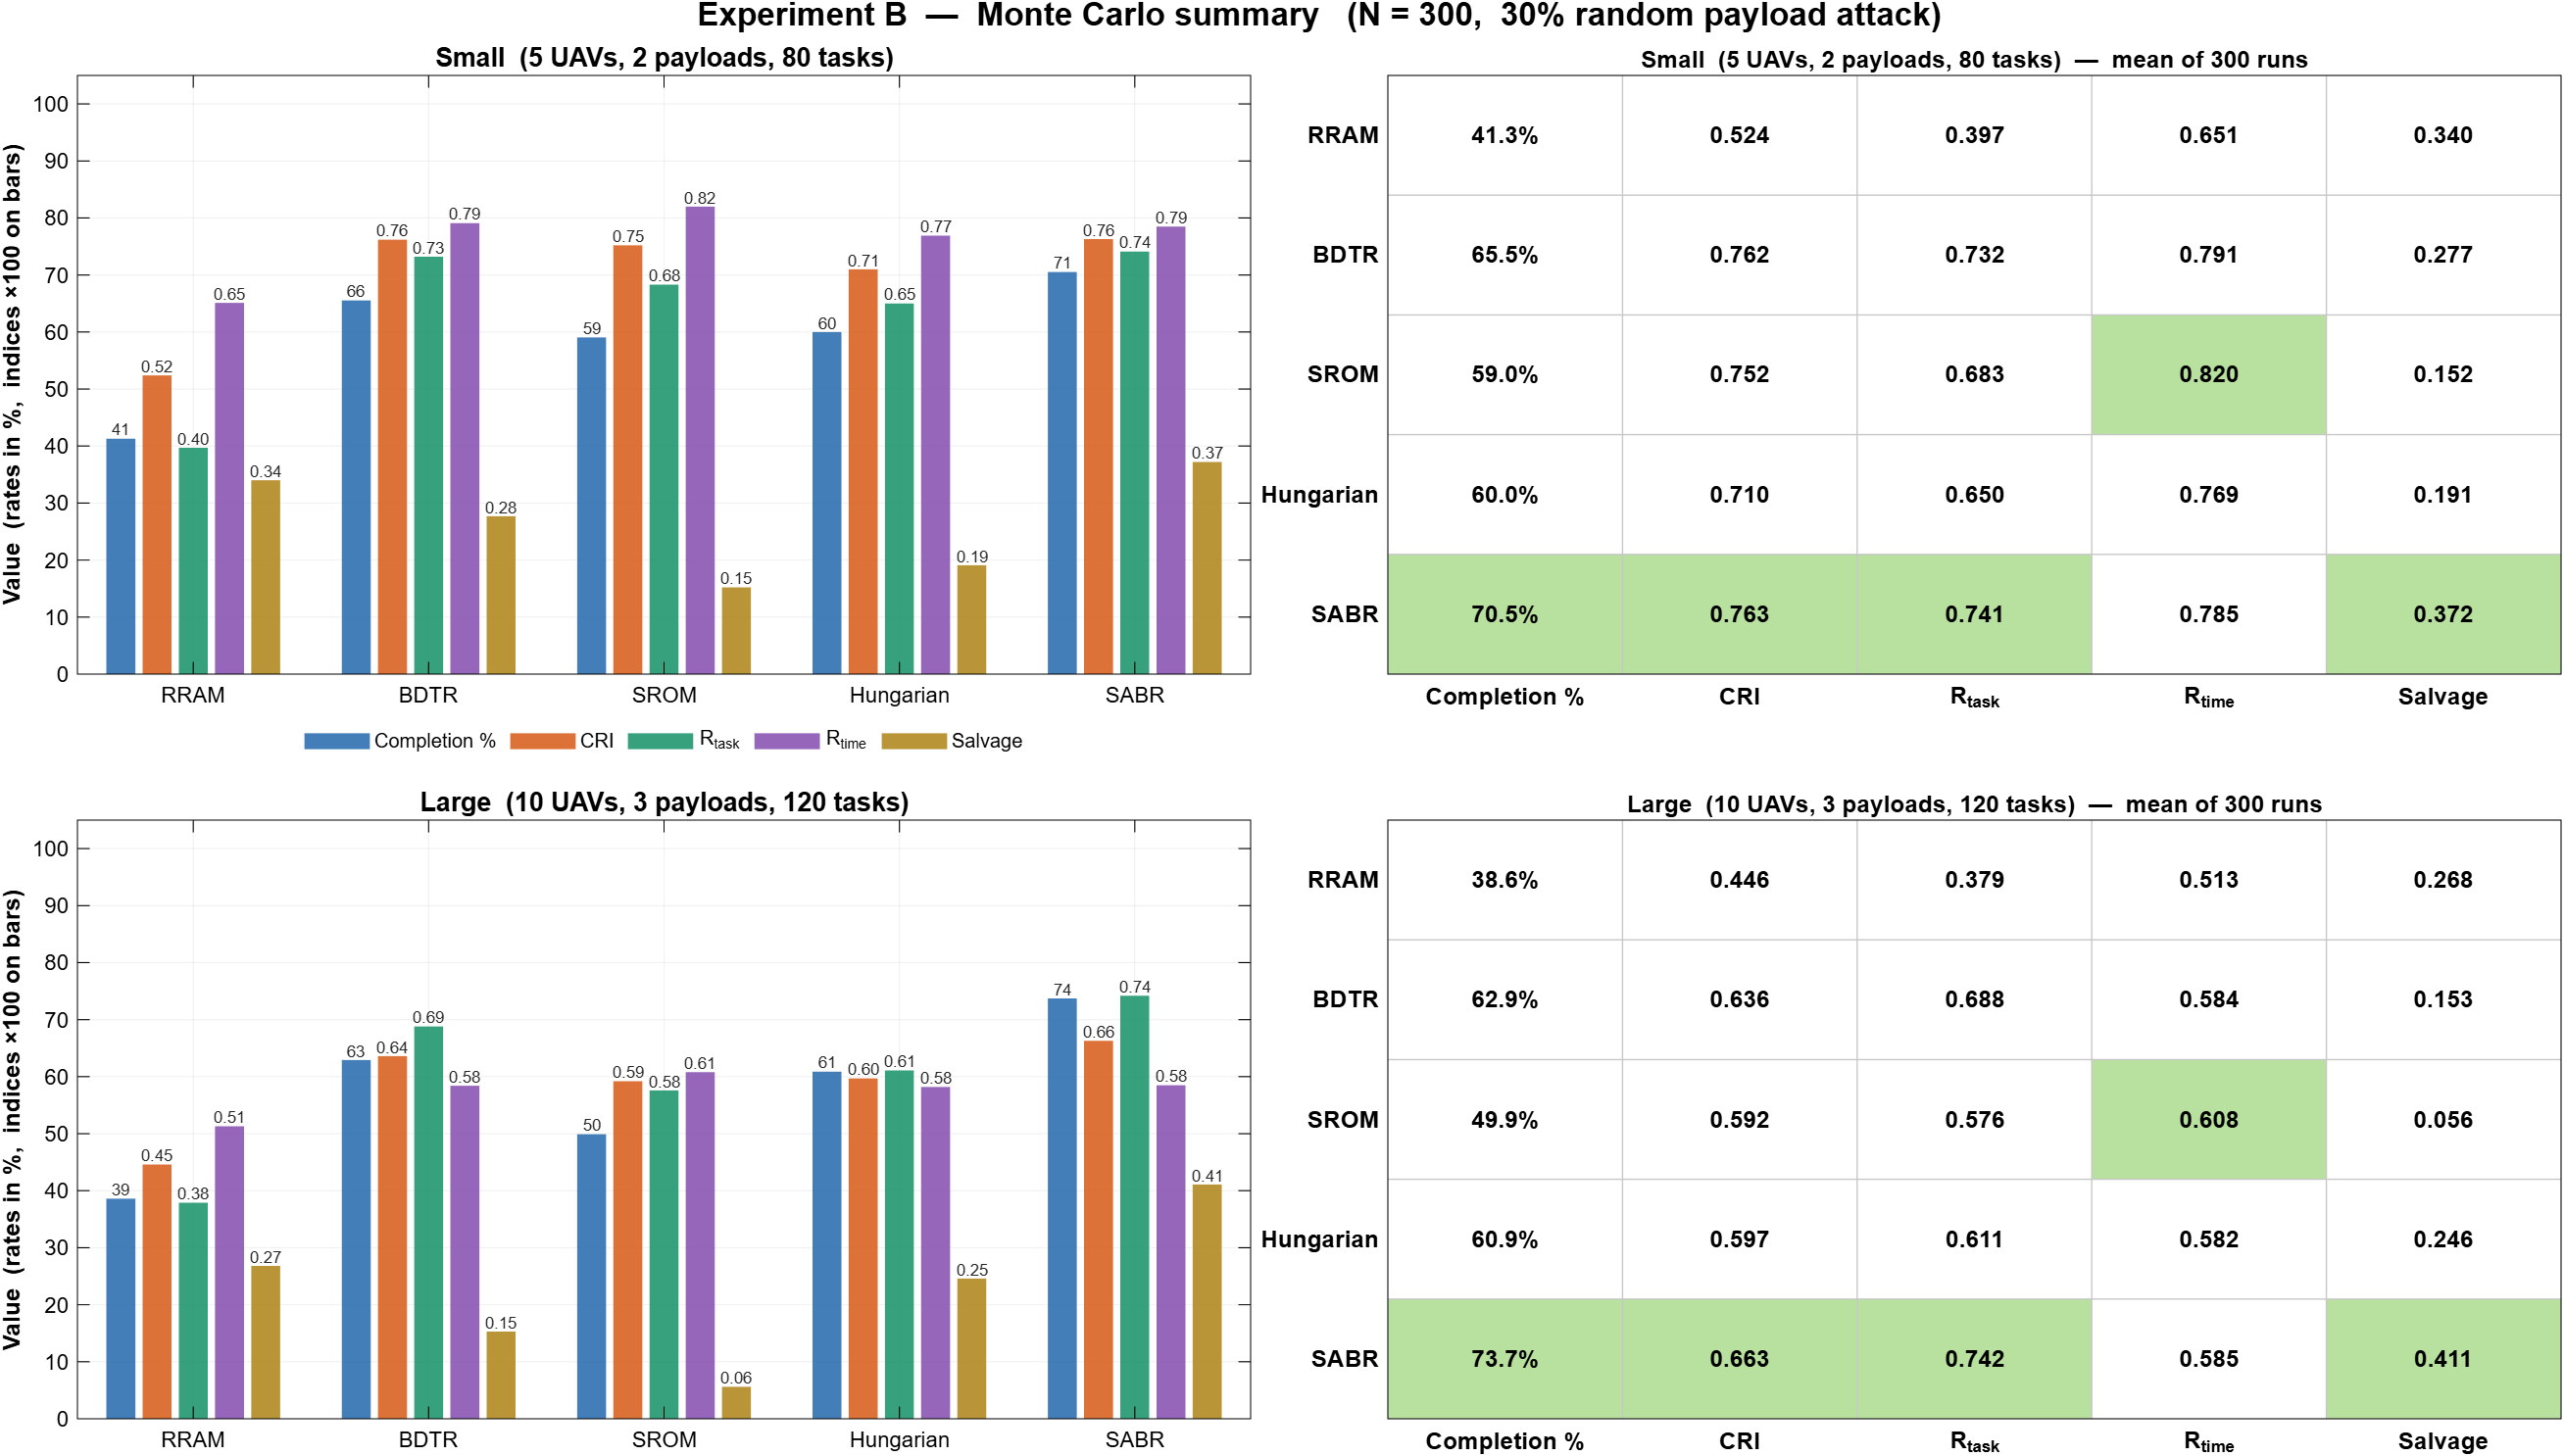 Experiment B — Monte Carlo summary (N = 300, 30% random payload attack)
Small (5 UAVs, 2 payloads, 80 tasks)
Value (rates in %, indices ×100 on bars)
100
90
80
70
60
50
40
30
20
10
0
41 0.52 0.40 0.65 0.34
66 0.76 0.73 0.79 0.28
59 0.75 0.68 0.82 0.15
60 0.71 0.65 0.77 0.19
71 0.76 0.74 0.79 0.37
RRAM BDTR SROM Hungarian SABR
Completion % CRI Rtask Rtime Salvage
Small (5 UAVs, 2 payloads, 80 tasks) — mean of 300 runs
RRAM 41.3% 0.524 0.397 0.651 0.340
BDTR 65.5% 0.762 0.732 0.791 0.277
SROM 59.0% 0.752 0.683 0.820 0.152
Hungarian 60.0% 0.710 0.650 0.769 0.191
SABR 70.5% 0.763 0.741 0.785 0.372
Completion % CRI Rtask Rtime Salvage
Large (10 UAVs, 3 payloads, 120 tasks)
Value (rates in %, indices ×100 on bars)
100
90
80
70
60
50
40
30
20
10
0
39 0.45 0.38 0.51 0.27
63 0.64 0.69 0.58 0.15
50 0.59 0.58 0.61 0.06
61 0.60 0.61 0.58 0.25
74 0.66 0.74 0.58 0.41
RRAM BDTR SROM Hungarian SABR
Large (10 UAVs, 3 payloads, 120 tasks) — mean of 300 runs
RRAM 38.6% 0.446 0.379 0.513 0.268
BDTR 62.9% 0.636 0.688 0.584 0.153
SROM 49.9% 0.592 0.576 0.608 0.056
Hungarian 60.9% 0.597 0.611 0.582 0.246
SABR 73.7% 0.663 0.742 0.585 0.411
Completion % CRI Rtask Rtime Salvage